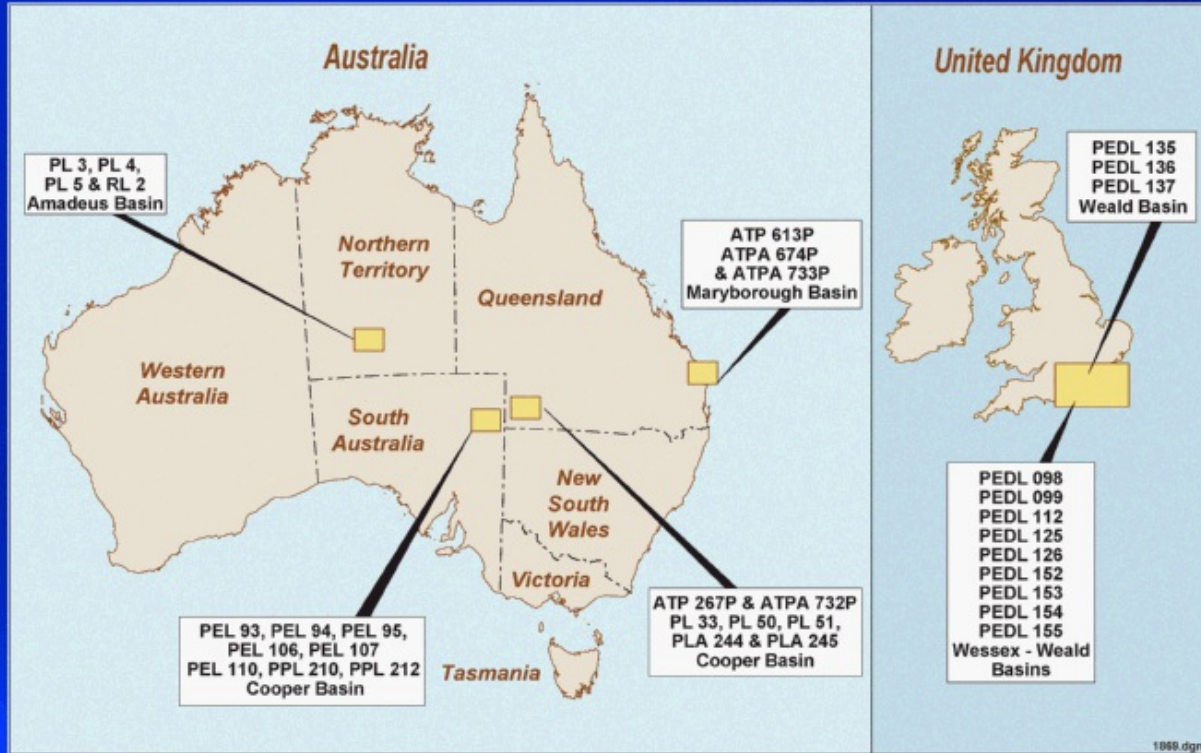 Australia
United Kingdom
PL 3, PL 4,
PL 5 & RL 2
Amadeus Basin
Northern
Territory
Queensland
Western
Australia
South
Australia
New
South
Wales
Victoria
Tasmania
ATP 613P
ATPA 674P
& ATPA 733P
Maryborough Basin
PEL 93, PEL 94, PEL 95,
PEL 106, PEL 107
PEL 110, PPL 210, PPL 212
Cooper Basin
ATP 267P & ATPA 732P
PL 33, PL 50, PL 51,
PLA 244 & PLA 245
Cooper Basin
PEDL 135
PEDL 136
PEDL 137
Weald Basin
PEDL 098
PEDL 099
PEDL 112
PEDL 125
PEDL 126
PEDL 152
PEDL 153
PEDL 154
PEDL 155
Wessex - Weald
Basins
1869.dgn